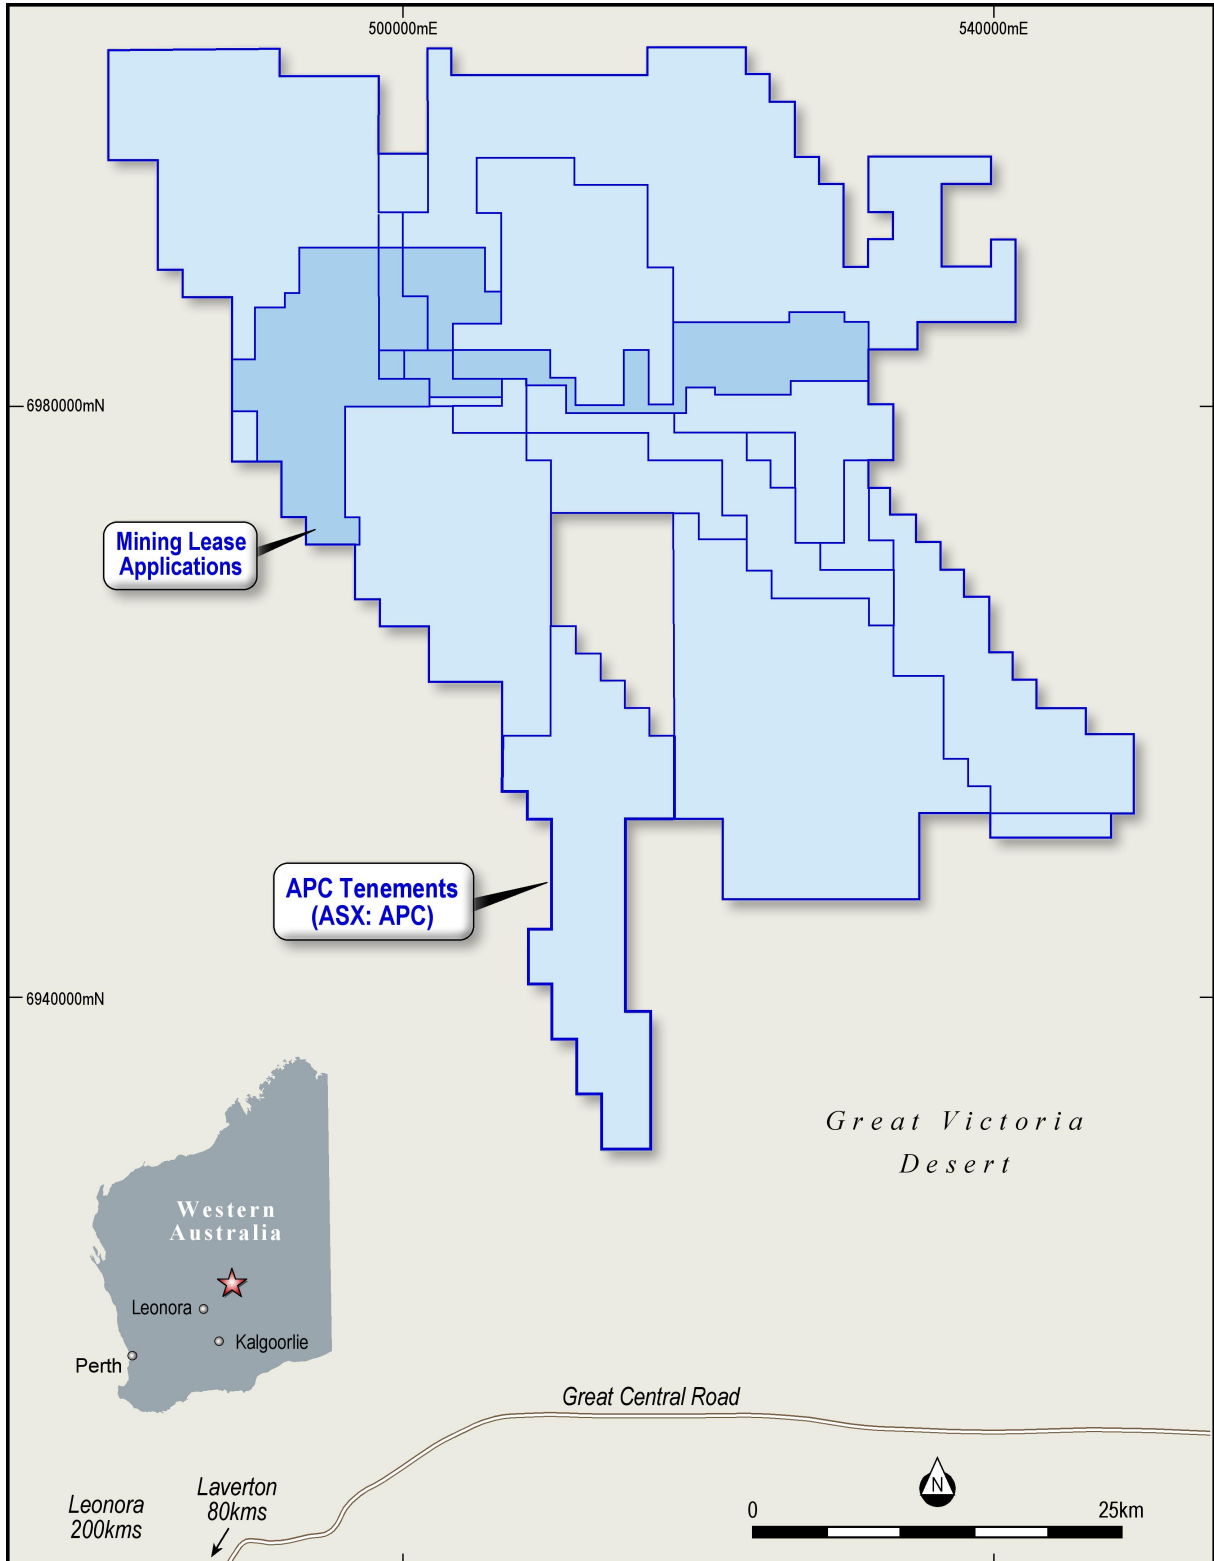 500000mE
540000mE
6980000mN
Mining Lease
Applications
APC Tenements
(ASX: APC)
6940000mN
Great Victoria
Desert
Western
Australia
Leonora
Kalgoorlie
Perth
Great Central Road
Laverton
80kms
Leonora
200kms
N
0
25km